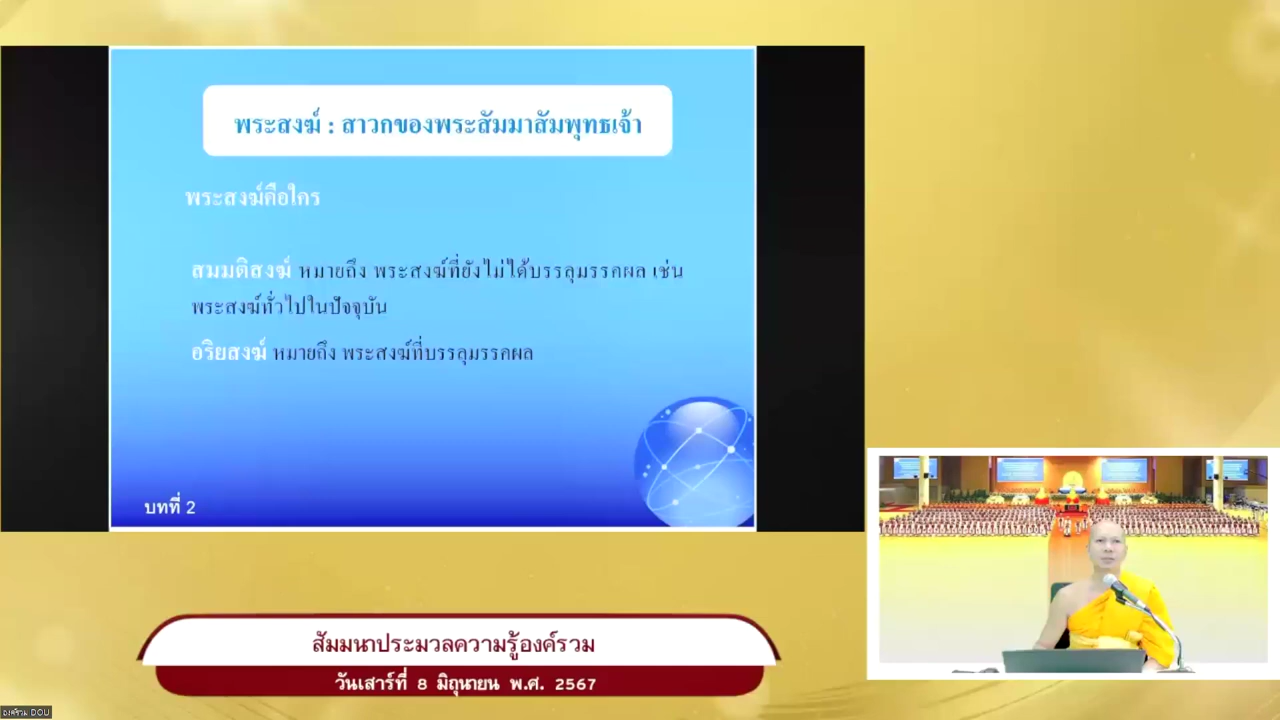 พระสงฆ์ : สาวกของพระสัมมาสัมพุทธเจ้า
พระสงฆ์คือใคร
สมมติสงฆ์ หมายถึง พระสงฆ์ที่ยังไม่ได้บรรลุมรรคผล เช่น
พระสงฆ์ทั่วไปในปัจจุบัน
อริยสงฆ์ หมายถึง พระสงฆ์ที่บรรลุมรรคผล
บทที่ 2
สัมมนาประมวลความรู้องค์รวม
วันเสาร์ที่ 8 มิถุนายน พ.ศ. 2567
องค์รวม DOU